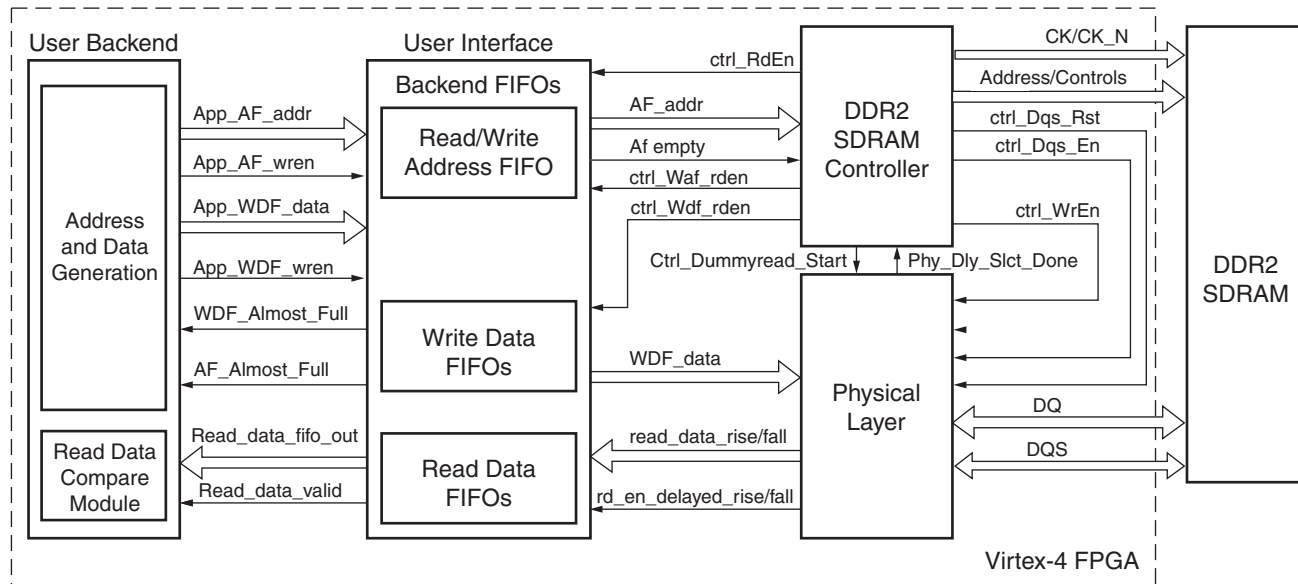 User Backend
User Interface
Address
and Data
Generation
Read Data
Compare
Module
App_AF_addr
App_AF_wren
App_WDF_data
App_WDF_wren
WDF_Almost_Full
AF_Almost_Full
Read_data_fifo_out
Read_data_valid
Backend FIFOs
Read/Write
Address FIFO
Write Data
FIFOs
Read Data
FIFOs
ctrl_RdEn
AF_addr
Af empty
ctrl_Waf_rden
ctrl_Wdf_rden
Ctrl_Dummyread_Start
Phy_Dly_Slct_Done
WDF_data
read_data_rise/fall
rd_en_delayed_rise/fall
DDR2
SDRAM
Controller
Physical
Layer
CK/CK_N
Address/Controls
ctrl_Dqs_Rst
ctrl_Dqs_En
ctrl_WrEn
DQ
DQS
DDR2
SDRAM
Virtex-4 FPGA